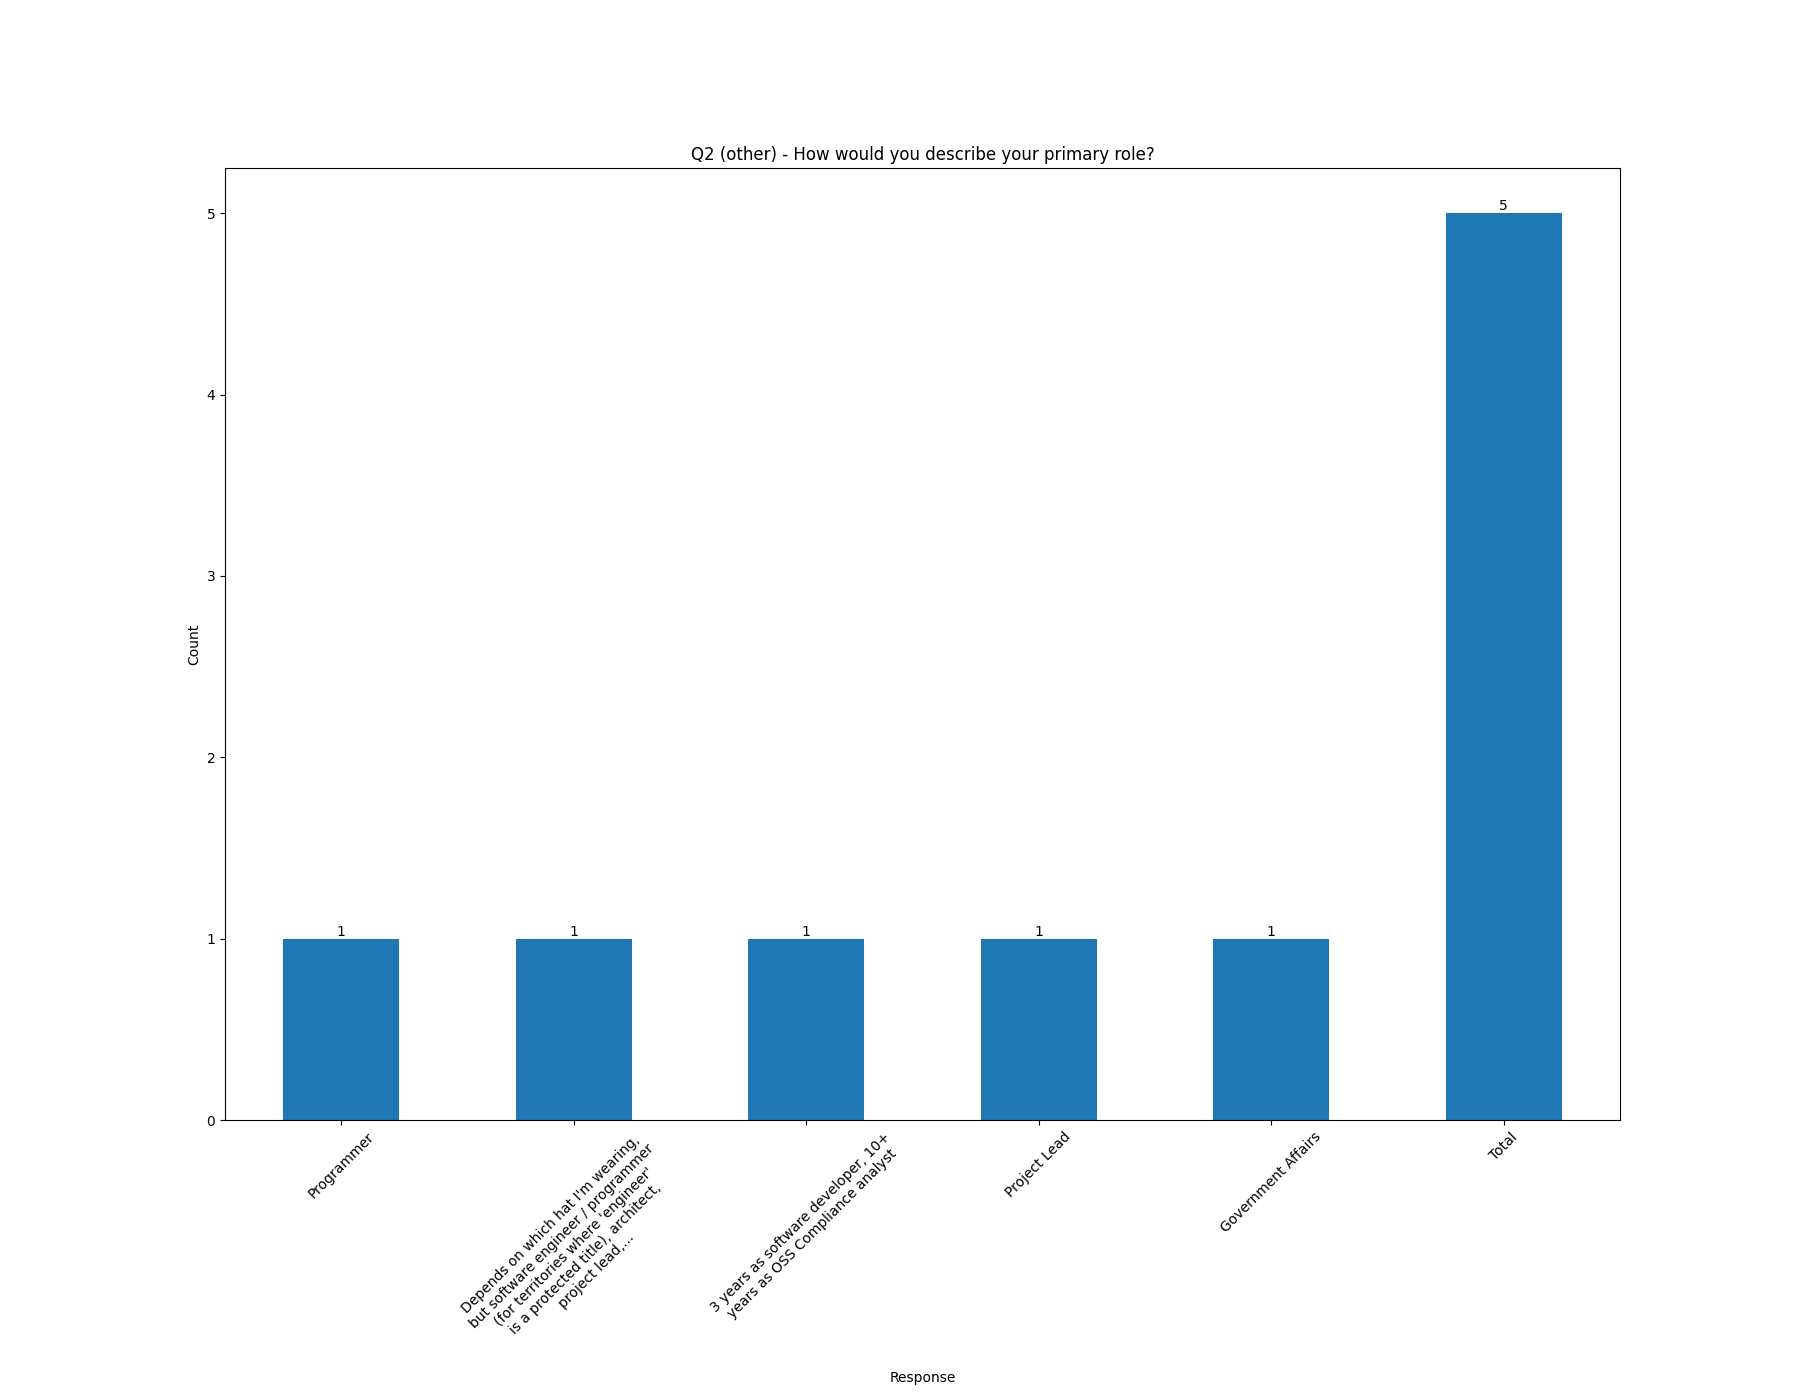 Q2 (other) - How would you describe your primary role?
5
4
3
2
1
0
Count
1
1
1
1
1
5
Programmer
Depends on which hat I'm wearing,
but software engineer / programmer
(for territories where 'engineer'
is a protected title), architect,
project lead,...
3 years as software developer, 10+
years as OSS Compliance analyst
Project Lead
Government Affairs
Total
Response